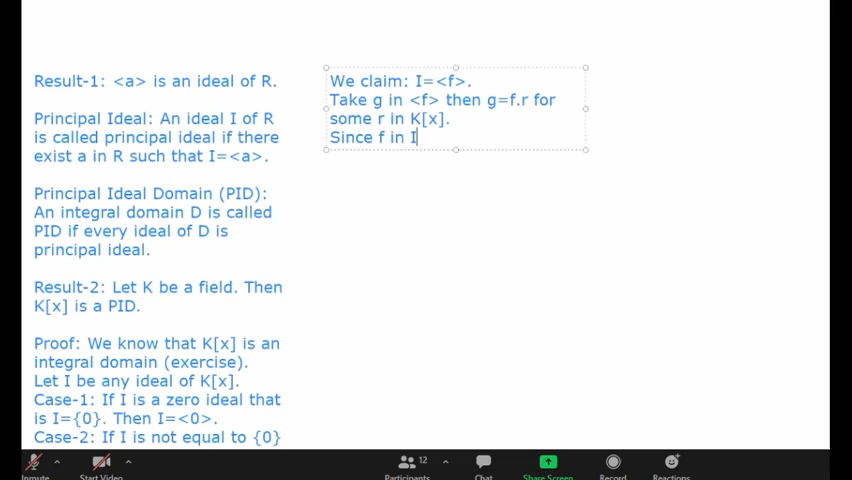 Result-1: <a> is an ideal of R.
Principal Ideal: An ideal I of R
is called principal ideal if there
exist a in R such that I=<a>.
Principal Ideal Domain (PID):
An integral domain D is called
PID if every ideal of D is
principal ideal.
Result-2: Let K be a field. Then
K[x] is a PID.
Proof: We know that K[x] is an
integral domain (exercise).
Let I be any ideal of K[x].
Case-1: If I is a zero ideal that
is I={0}. Then I=<0>.
Case-2: If I is not equal to {0}
We claim: I=<f>.
Take g in <f> then g=f.r for
some r in K[x].
Since f in I
Start Video
12
Participants
Chat
Share Screen
Record
Reactions